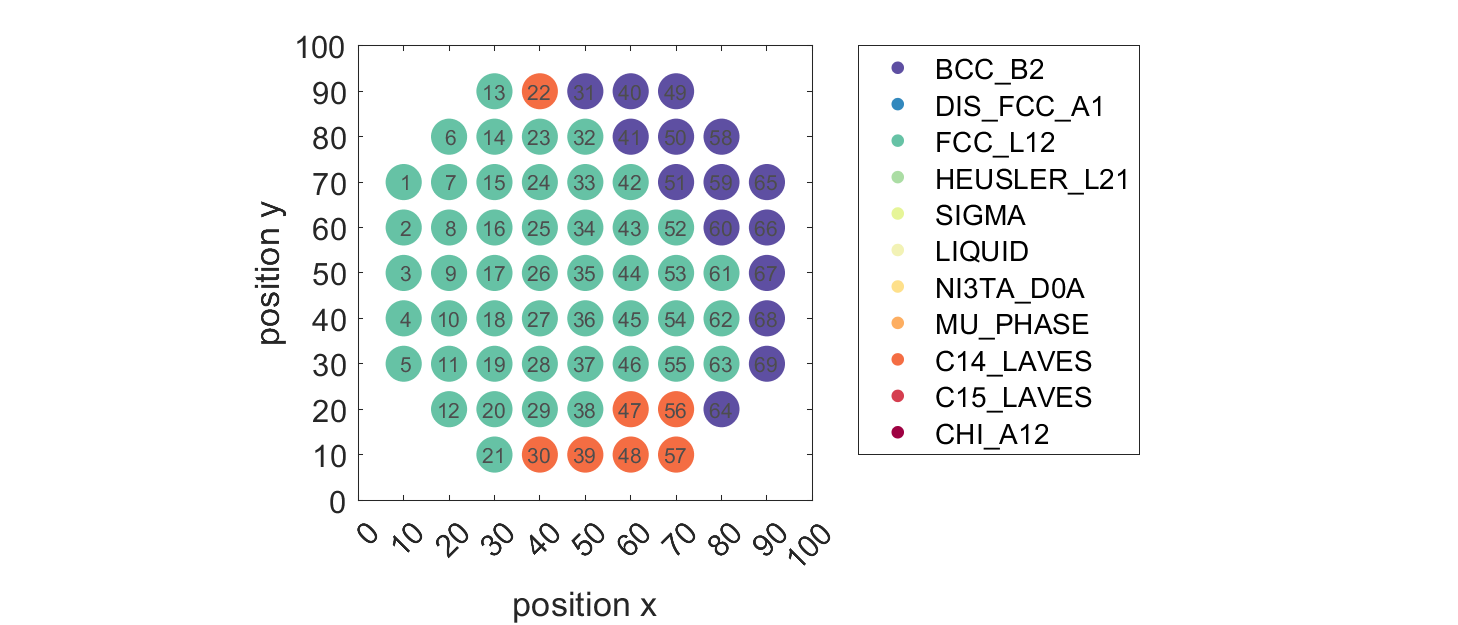 100
90
80
70
60
50
40
30
20
10
0
position y
13 22 31 40 49
6 14 23 32 41 50 58
1 7 15 24 33 42 51 59 65
2 8 16 25 34 43 52 60 66
3 9 17 26 35 44 53 61 67
4 10 18 27 36 45 54 62 68
5 11 19 28 37 46 55 63 69
12 20 29 38 47 56 64
21 30 39 48 57
0 10 20 30 40 50 60 70 80 90 100
position x
BCC_B2
DIS_FCC_A1
FCC_L12
HEUSLER_L21
SIGMA
LIQUID
NI3TA_D0A
MU_PHASE
C14_LAVES
C15_LAVES
CHI_A12